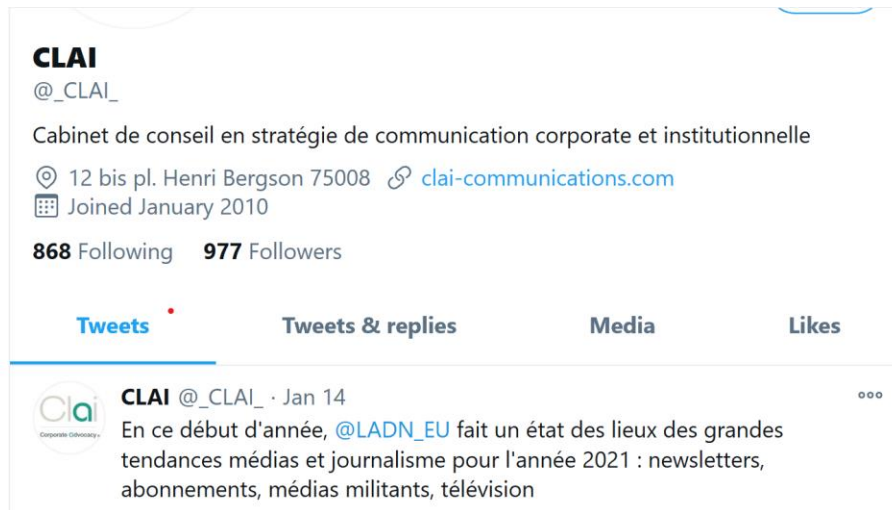 CLAI
@_CLAI_
Cabinet de conseil en stratégie de communication corporate et institutionnelle
12 bis pl. Henri Bergson 75008 clai-communications.com
Joined January 2010
868 Following 977 Followers
Tweets Tweets & replies Media Likes
CLAI @_CLAI_ · Jan 14
Clai
En ce début d'année, @LADN_EU fait un état des lieux des grandes
tendances médias et journalisme pour l'année 2021 : newsletters,
abonnements, médias militants, télévision